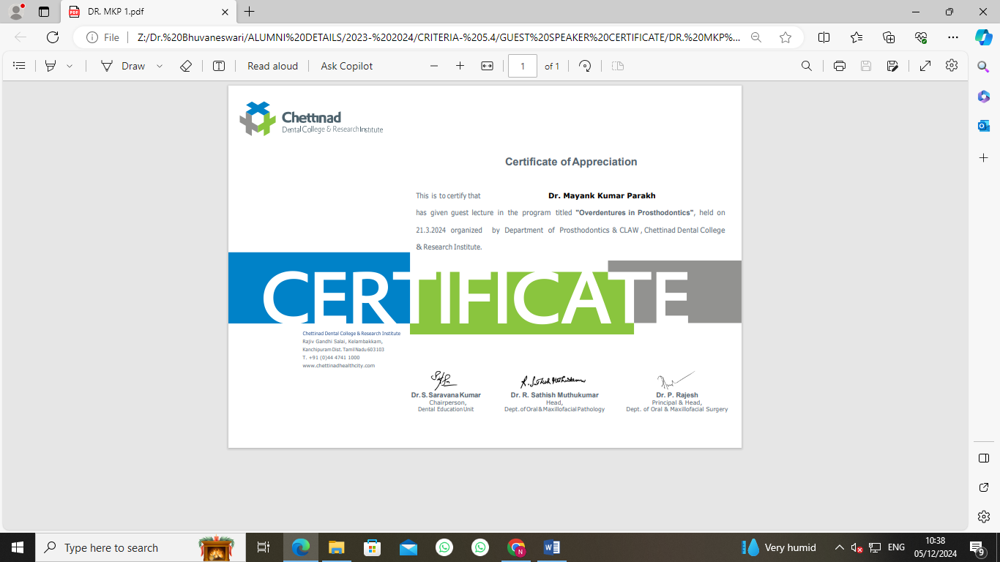 DR. MKP 1.pdf
File
Z:/Dr.%20Bhuvaneswari/ALUMNI%20DETAILS/2023-%202024/CRITERIA-%205.4/GUEST%20SPEAKER%20CERTIFICATE/DR.%20MKP%...
Draw
Read aloud
Ask Copilot
1
of 1
Chettinad
Dental College & Research Institute
Certificate of Appreciation
This is to certify that Dr. Mayank Kumar Parakh
has given guest lecture in the program titled "Overdentures in Prosthodontics", held on
21.3.2024 organized by Department of Prosthodontics & CLAW , Chettinad Dental College
& Research Institute.
CERTIFICATE
Chettinad Dental College & Research Institute
Rajiv Gandhi Salai, Kelambakkam,
Kanchipuram Dist. Tamil Nadu 603 103
T. +91 (0)44 4741 1000
www.chettinadhealthcity.com
R. Sathish Muthukumar
Dr. S. Saravana Kumar
Chairperson,
Dental Education Unit
Dr. R. Sathish Muthukumar
Head,
Dept. of Oral & Maxillofacial Pathology
Dr. P. Rajesh
Principal & Head,
Dept. of Oral & Maxillofacial Surgery
Type here to search
Very humid
ENG
10:38
05/12/2024
9